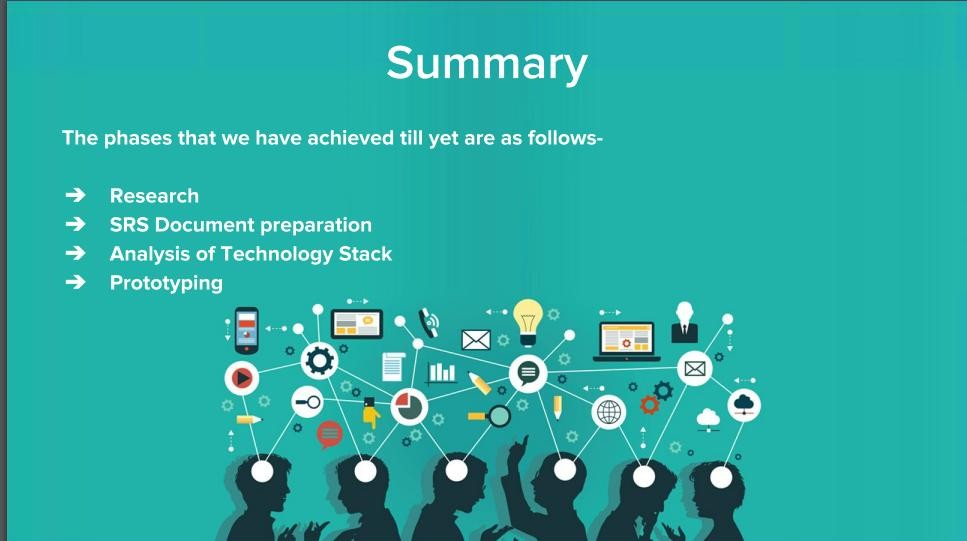 Summary
The phases that we have achieved till yet are as follows-
➔ Research
➔ SRS Document preparation
➔ Analysis of Technology Stack
➔ Prototyping